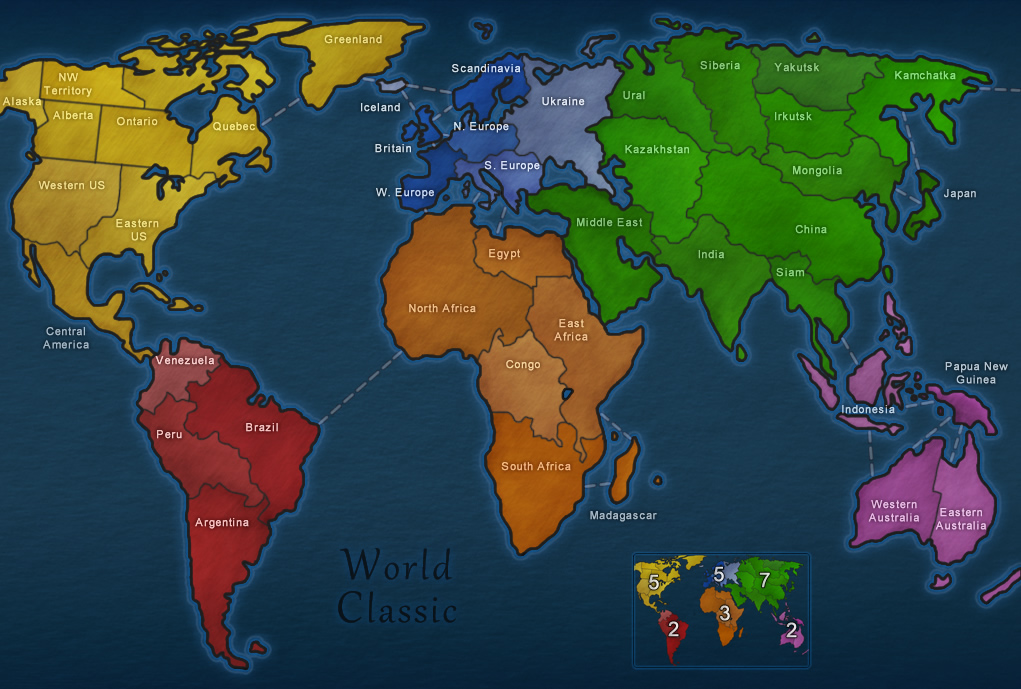 Greenland
Scandinavia
Siberia
Yakutsk
Kamchatka
NW
Territory
Alaska
Alberta
Ontario
Quebec
Iceland
Ukraine
Ural
Irkutsk
N. Europe
Britain
Kazakhstan
S. Europe
Mongolia
Western US
W. Europe
Japan
Eastern
US
Middle East
China
Egypt
India
Siam
North Africa
East
Africa
Central
America
Venezuela
Congo
Papua New
Guinea
Indonesia
Peru
Brazil
South Africa
Madagascar
Western
Australia
Eastern
Australia
Argentina
World
Classic
5
5
7
3
2
2